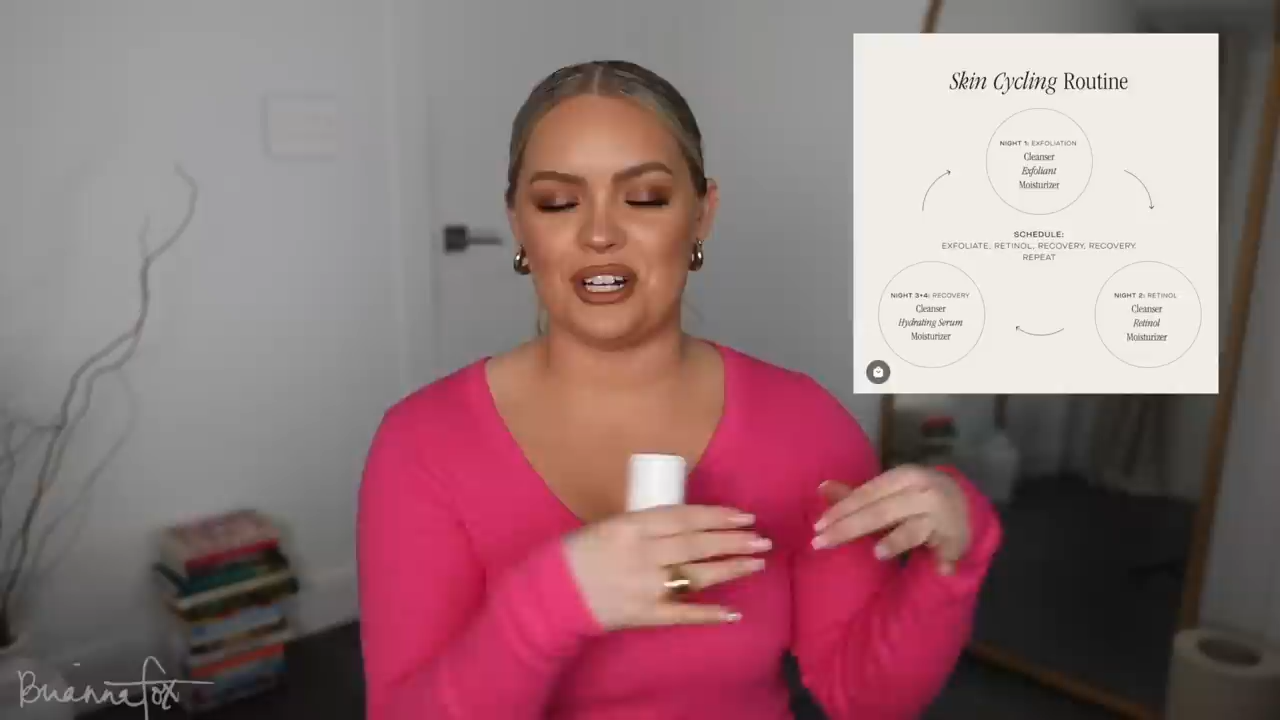 Skin Cycling Routine
NIGHT 1: EXFOLIATION
Cleanser
Exfoliant
Moisturizer
SCHEDULE:
EXFOLIATE, RETINOL, RECOVERY, RECOVERY.
REPEAT
NIGHT 3+4: RECOVERY
Cleanser
Hydrating Serum
Moisturizer
NIGHT 2: RETINOL
Cleanser
Retinol
Moisturizer
Briannafox